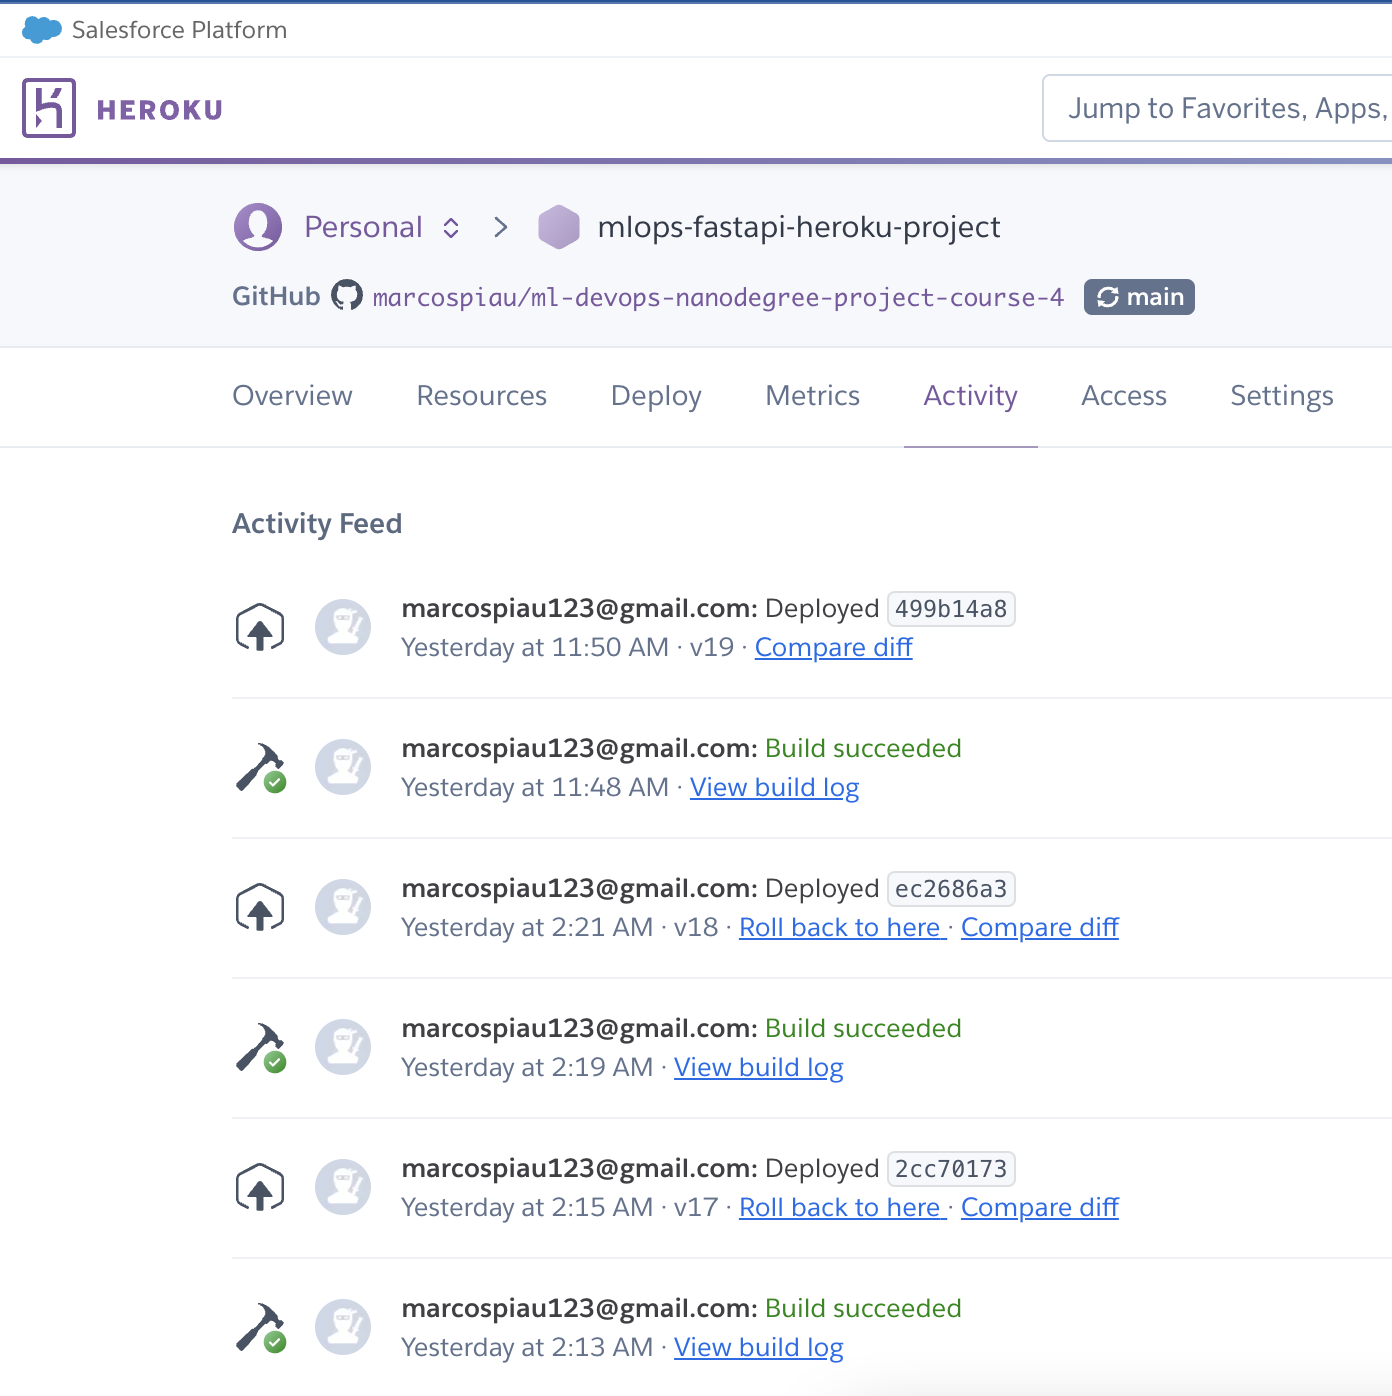 Salesforce Platform
HEROKU
Jump to Favorites, Apps,
Personal mlops-fastapi-heroku-project
GitHub marcospiau/ml-devops-nanodegree-project-course-4 main
Overview Resources Deploy Metrics Activity Access Settings
Activity Feed
marcospiau123@gmail.com: Deployed 499b14a8
Yesterday at 11:50 AM · v19 · Compare diff
marcospiau123@gmail.com: Build succeeded
Yesterday at 11:48 AM · View build log
marcospiau123@gmail.com: Deployed ec2686a3
Yesterday at 2:21 AM · v18 · Roll back to here · Compare diff
marcospiau123@gmail.com: Build succeeded
Yesterday at 2:19 AM · View build log
marcospiau123@gmail.com: Deployed 2cc70173
Yesterday at 2:15 AM · v17 · Roll back to here · Compare diff
marcospiau123@gmail.com: Build succeeded
Yesterday at 2:13 AM · View build log